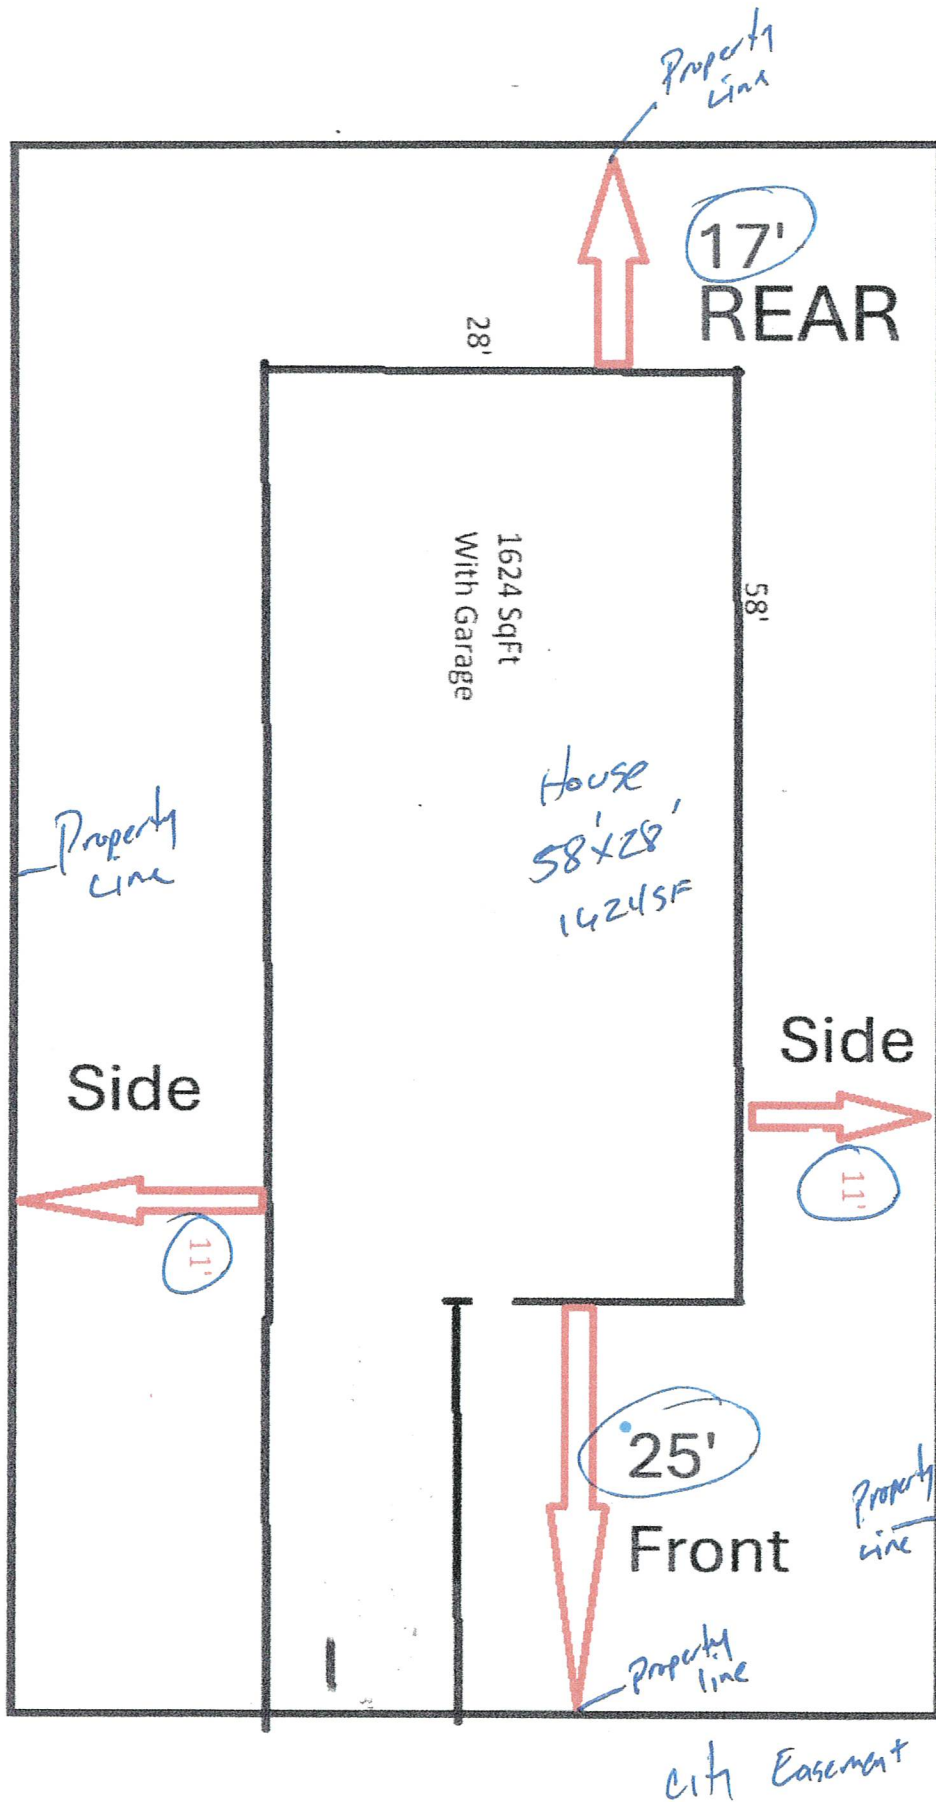 Property
Line
17'
REAR
28'
58'
1624 SqFt
With Garage
House
58'x28'
1624SF
Property
Line
Side
Side
11'
11'
25'
Front
Property
Line
Property
line
City Easement